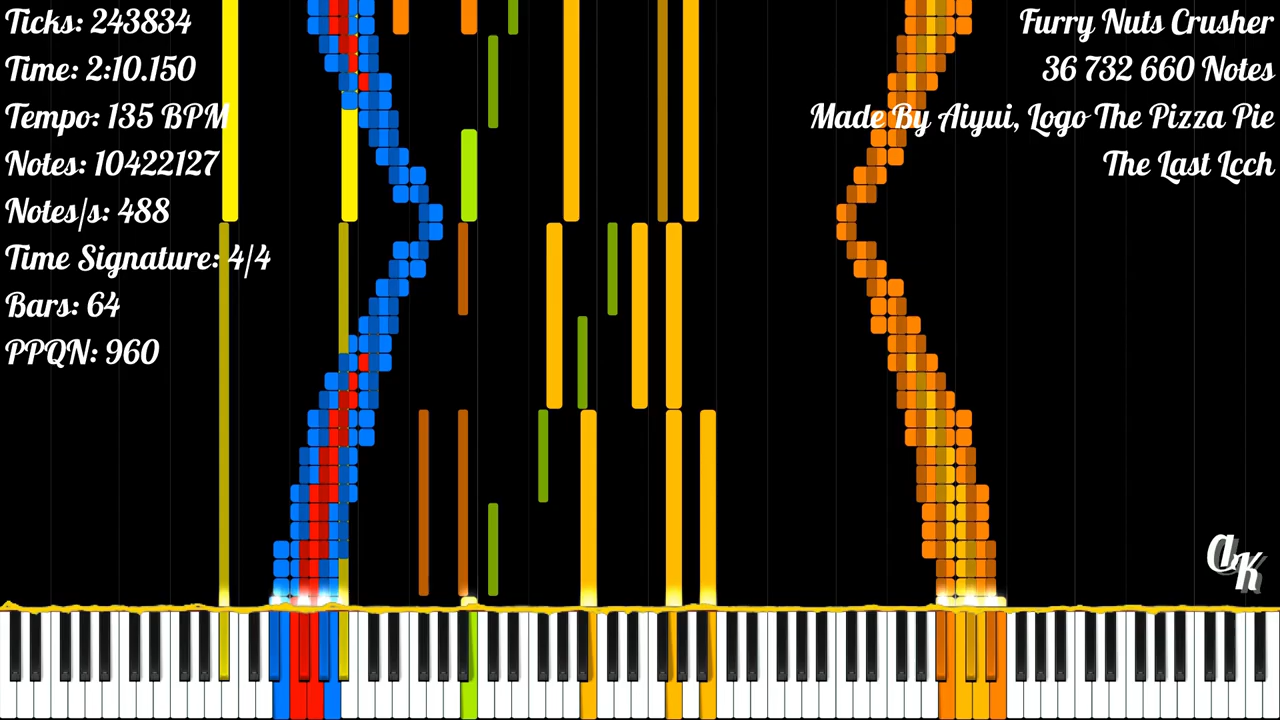 Ticks: 243834
Time: 2:10.150
Tempo: 135 BPM
Notes: 10422127
Notes/s: 488
Time Signature: 4/4
Bars: 64
PPQN: 960
Furry Nuts Crusher
36 732 660 Notes
Made By Aiyui, Logo The Pizza Pie
The Last Lcch
aK